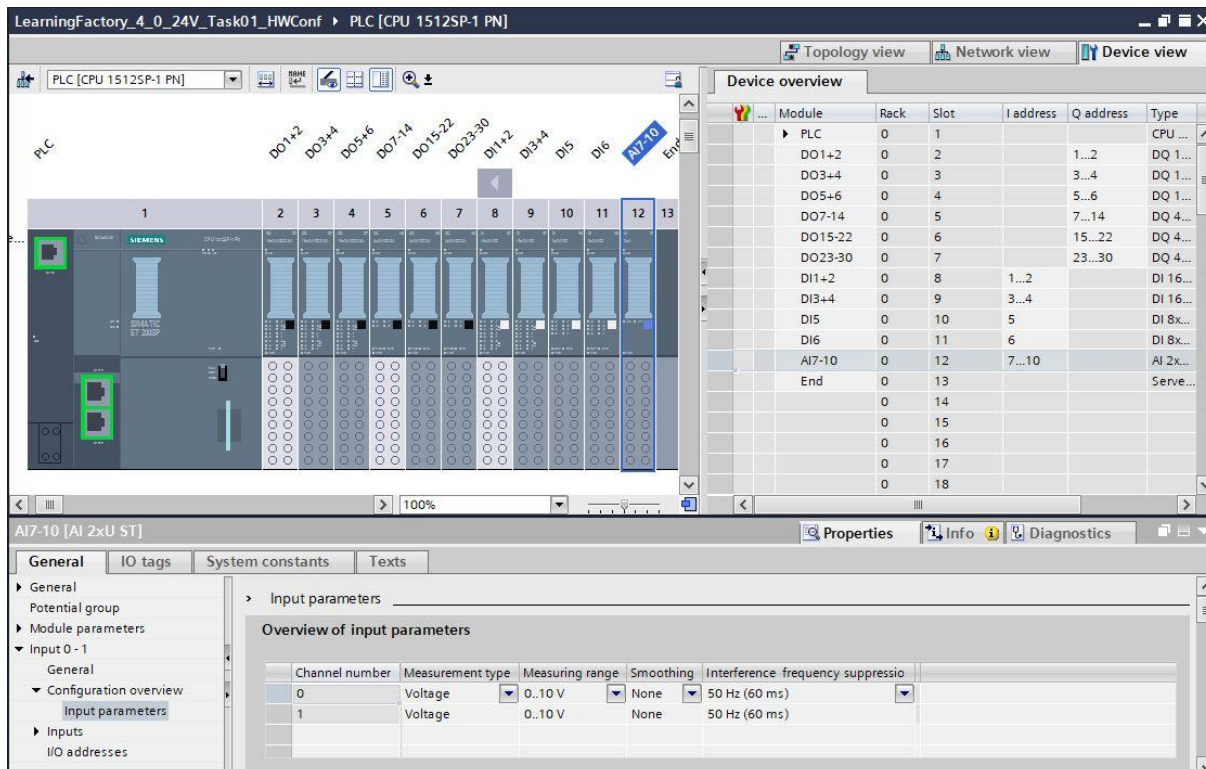 LearningFactory_4_0_24V_Task01_HWConf ▸ PLC [CPU 1512SP-1 PN]
Topology view Network view Device view
PLC [CPU 1512SP-1 PN]
PLC DO1+2 DO3+4 DO5+6 DO7-14 DO15-22 DO23-30 DI1+2 DI3+4 DI5 DI6 AI7-10 End
1 2 3 4 5 6 7 8 9 10 11 12 13
SIEMENS
SIMATIC
ET 200SP
100%
Device overview
... Module Rack Slot I address Q address Type
PLC 0 1 CPU ...
DO1+2 0 2 1...2 DQ 1...
DO3+4 0 3 3...4 DQ 1...
DO5+6 0 4 5...6 DQ 1...
DO7-14 0 5 7...14 DQ 4...
DO15-22 0 6 15...22 DQ 4...
DO23-30 0 7 23...30 DQ 4...
DI1+2 0 8 1...2 DI 16...
DI3+4 0 9 3...4 DI 16...
DI5 0 10 5 DI 8x...
DI6 0 11 6 DI 8x...
AI7-10 0 12 7...10 AI 2x...
End 0 13 Serve...
0 14
0 15
0 16
0 17
0 18
AI7-10 [AI 2xU ST]
Properties Info Diagnostics
General IO tags System constants Texts
General
Potential group
Module parameters
Input 0 - 1
General
Configuration overview
Input parameters
Inputs
I/O addresses
Input parameters
Overview of input parameters
Channel number Measurement type Measuring range Smoothing Interference frequency suppressio
0 Voltage 0..10 V None 50 Hz (60 ms)
1 Voltage 0..10 V None 50 Hz (60 ms)